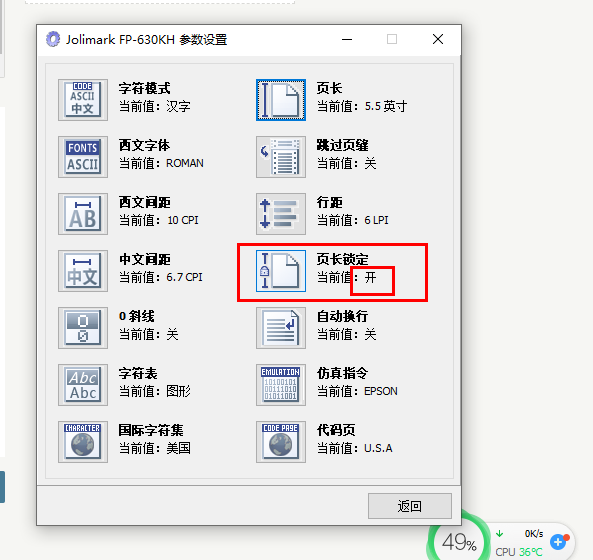 Jolimark FP-630KH 参数设置
CODE
ASCII
中文
字符模式
当前值：汉字
页长
当前值：5.5 英寸
FONTS
ASCII
西文字体
当前值：ROMAN
跳过页缝
当前值：关
AB
西文间距
当前值：10 CPI
行距
当前值：6 LPI
中文
中文间距
当前值：6.7 CPI
页长锁定
当前值：开
0
0
0 斜线
当前值：关
自动换行
当前值：关
Abc
Abc
字符表
当前值：图形
EMULATION
10100101
00111010
01011001
仿真指令
当前值：EPSON
CHARACTER
国际字符集
当前值：美国
CODE PAGE
代码页
当前值：U.S.A
返回
49%
0K/s
CPU 36℃